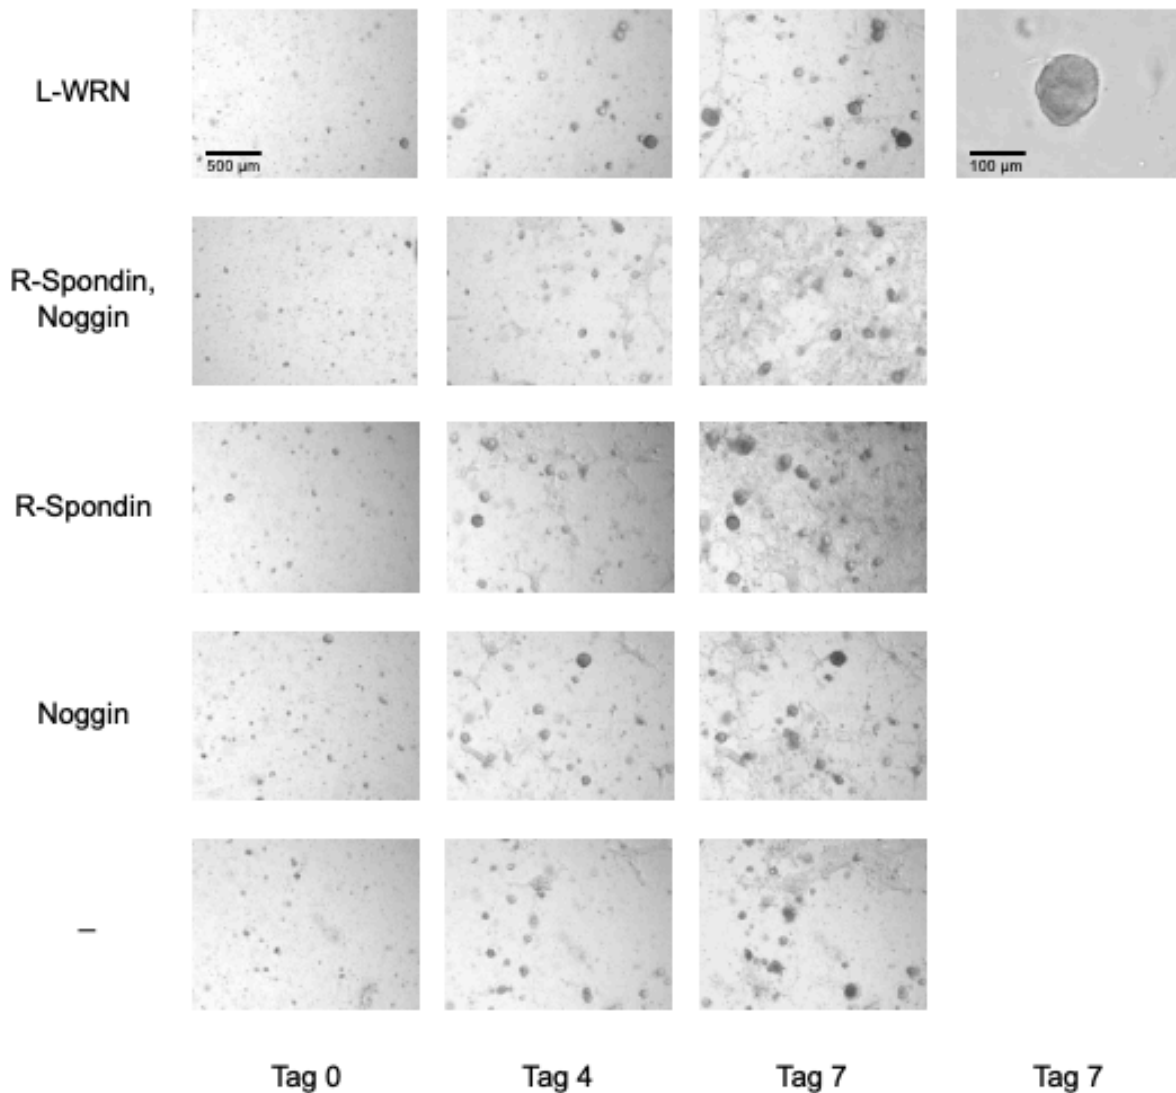 L-WRN
500 µm
100 µm
R-Spondin,
Noggin
R-Spondin
Noggin
–
Tag 0 Tag 4 Tag 7 Tag 7